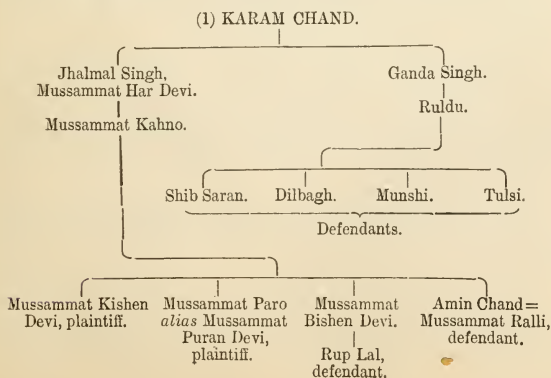 (1) KARAM CHAND.
Jhalmal Singh,
Mussammat Har Devi.
Mussammat Kahno.
Ganda Singh.
Ruldu.
Shib Saran.
Dilbagh.
Munshi.
Tulsi.
Defendants.
Mussammat Kishen
Devi, plaintiff.
Mussammat Paro
alias Mussammat
Puran Devi,
plaintiff.
Mussammat
Bishen Devi.
Rup Lal,
defendant,
Amin Chand=
Mussammat Ralli,
defendant.